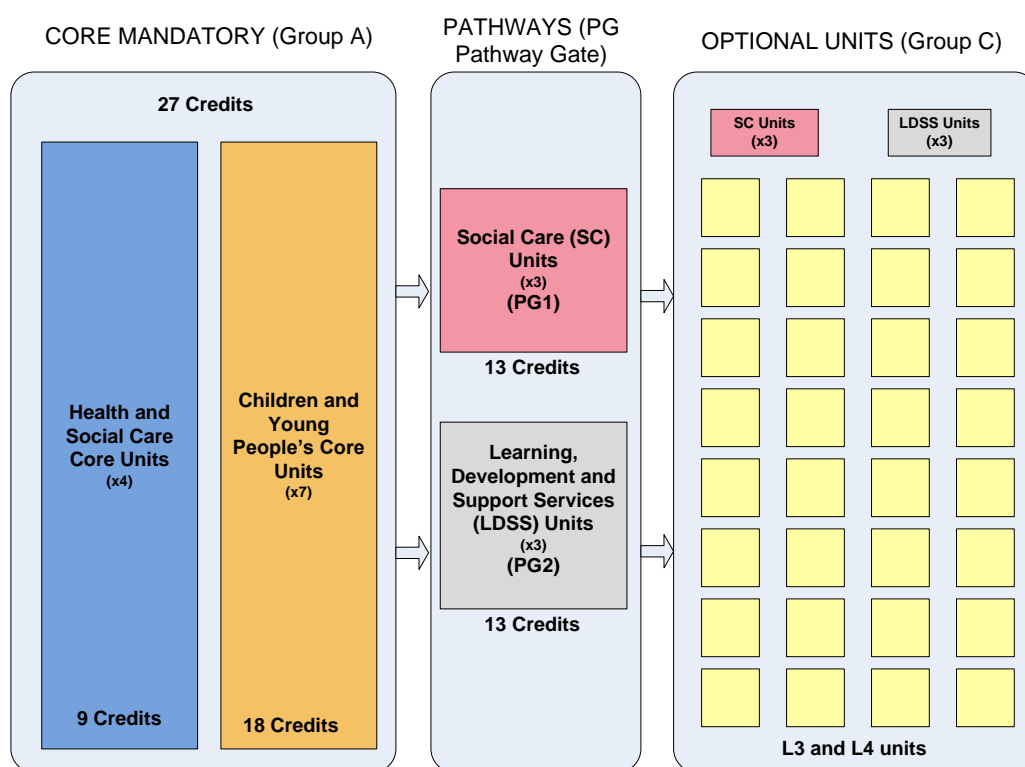 CORE MANDATORY (Group A)
27 Credits
Health and
Social Care
Core Units
(x4)
9 Credits
Children and
Young
People's Core
Units
(x7)
18 Credits
PATHWAYS (PG
Pathway Gate)
Social Care (SC)
Units
(x3)
(PG1)
13 Credits
Learning,
Development and
Support Services
(LDSS) Units
(x3)
(PG2)
13 Credits
OPTIONAL UNITS (Group C)
SC Units
(x3)
LDSS Units
(x3)
L3 and L4 units